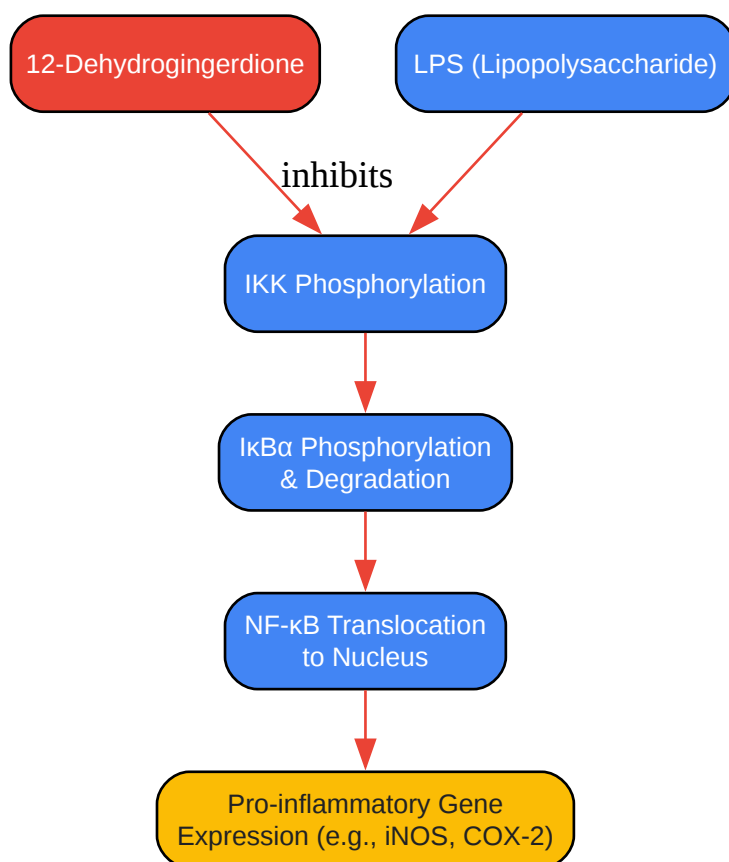 12-Dehydrogingerdione
LPS (Lipopolysaccharide)
inhibits
IKK Phosphorylation
IκBα Phosphorylation
& Degradation
NF-κB Translocation
to Nucleus
Pro-inflammatory Gene
Expression (e.g., iNOS, COX-2)